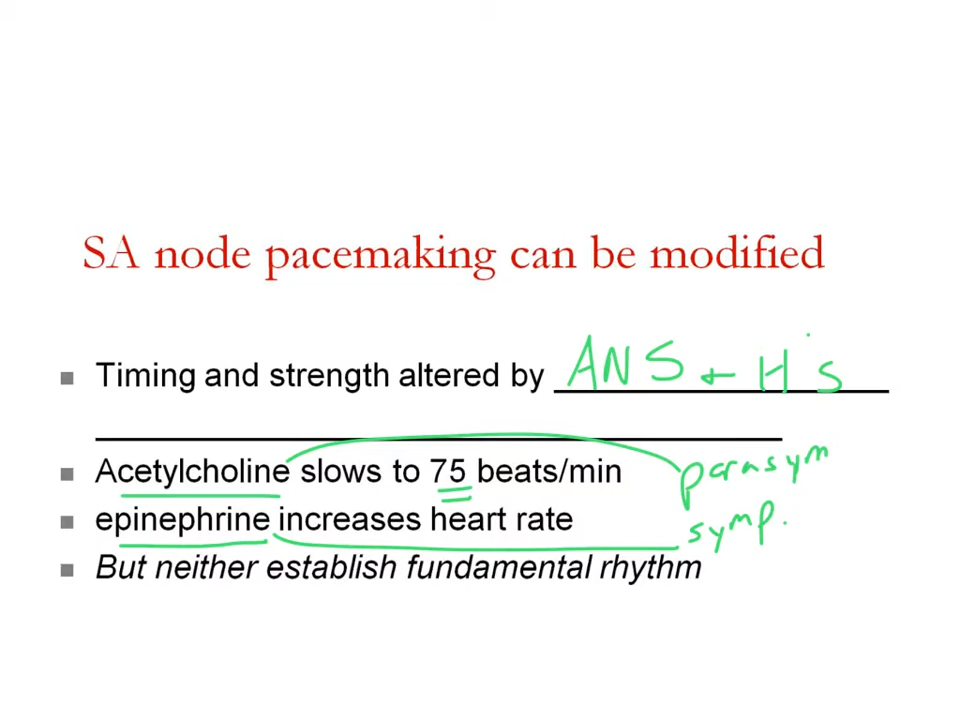 SA node pacemaking can be modified
Timing and strength altered by ANS + H's
Acetylcholine slows to 75 beats/min parasym
epinephrine increases heart rate symp.
But neither establish fundamental rhythm